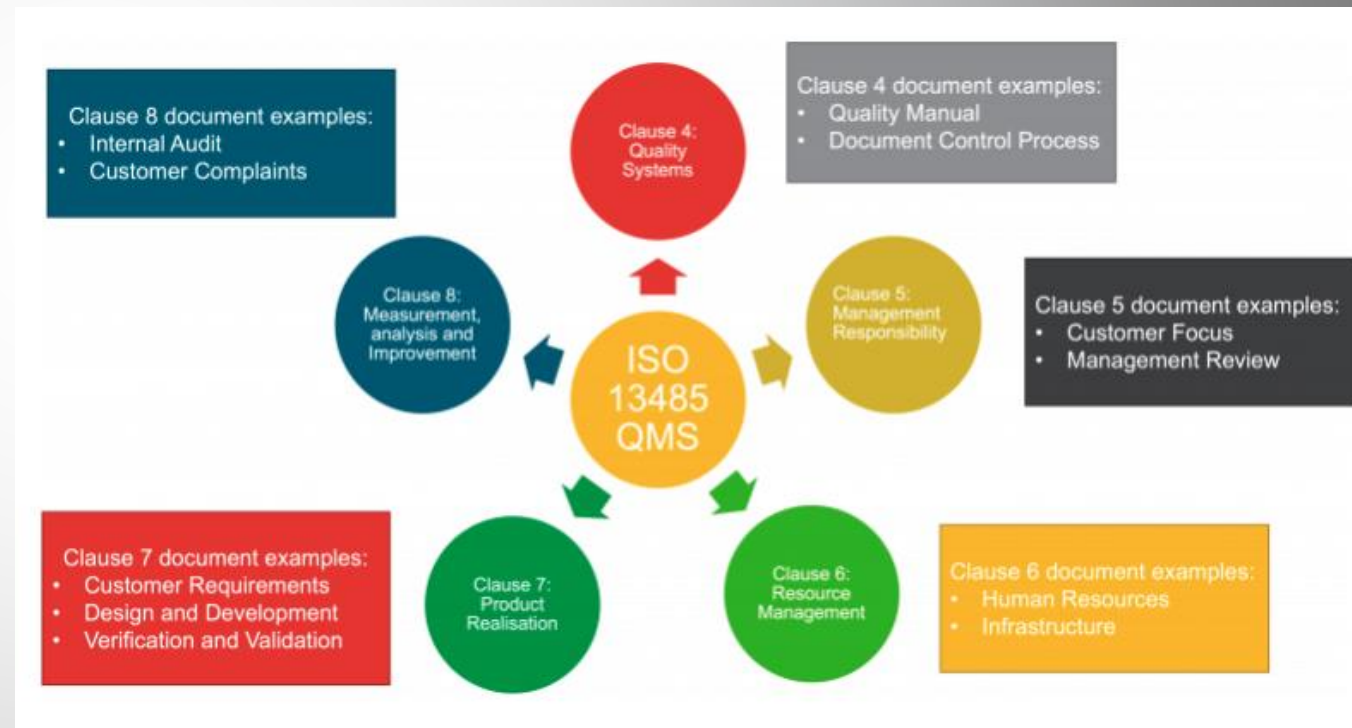 Clause 8 document examples:
• Internal Audit
• Customer Complaints
Clause 4:
Quality
Systems
Clause 4 document examples:
• Quality Manual
• Document Control Process
Clause 8:
Measurement,
analysis and
Improvement
ISO
13485
QMS
Clause 5:
Management
Responsibility
Clause 5 document examples:
• Customer Focus
• Management Review
Clause 7 document examples:
• Customer Requirements
• Design and Development
• Verification and Validation
Clause 7:
Product
Realisation
Clause 6:
Resource
Management
Clause 6 document examples:
• Human Resources
• Infrastructure